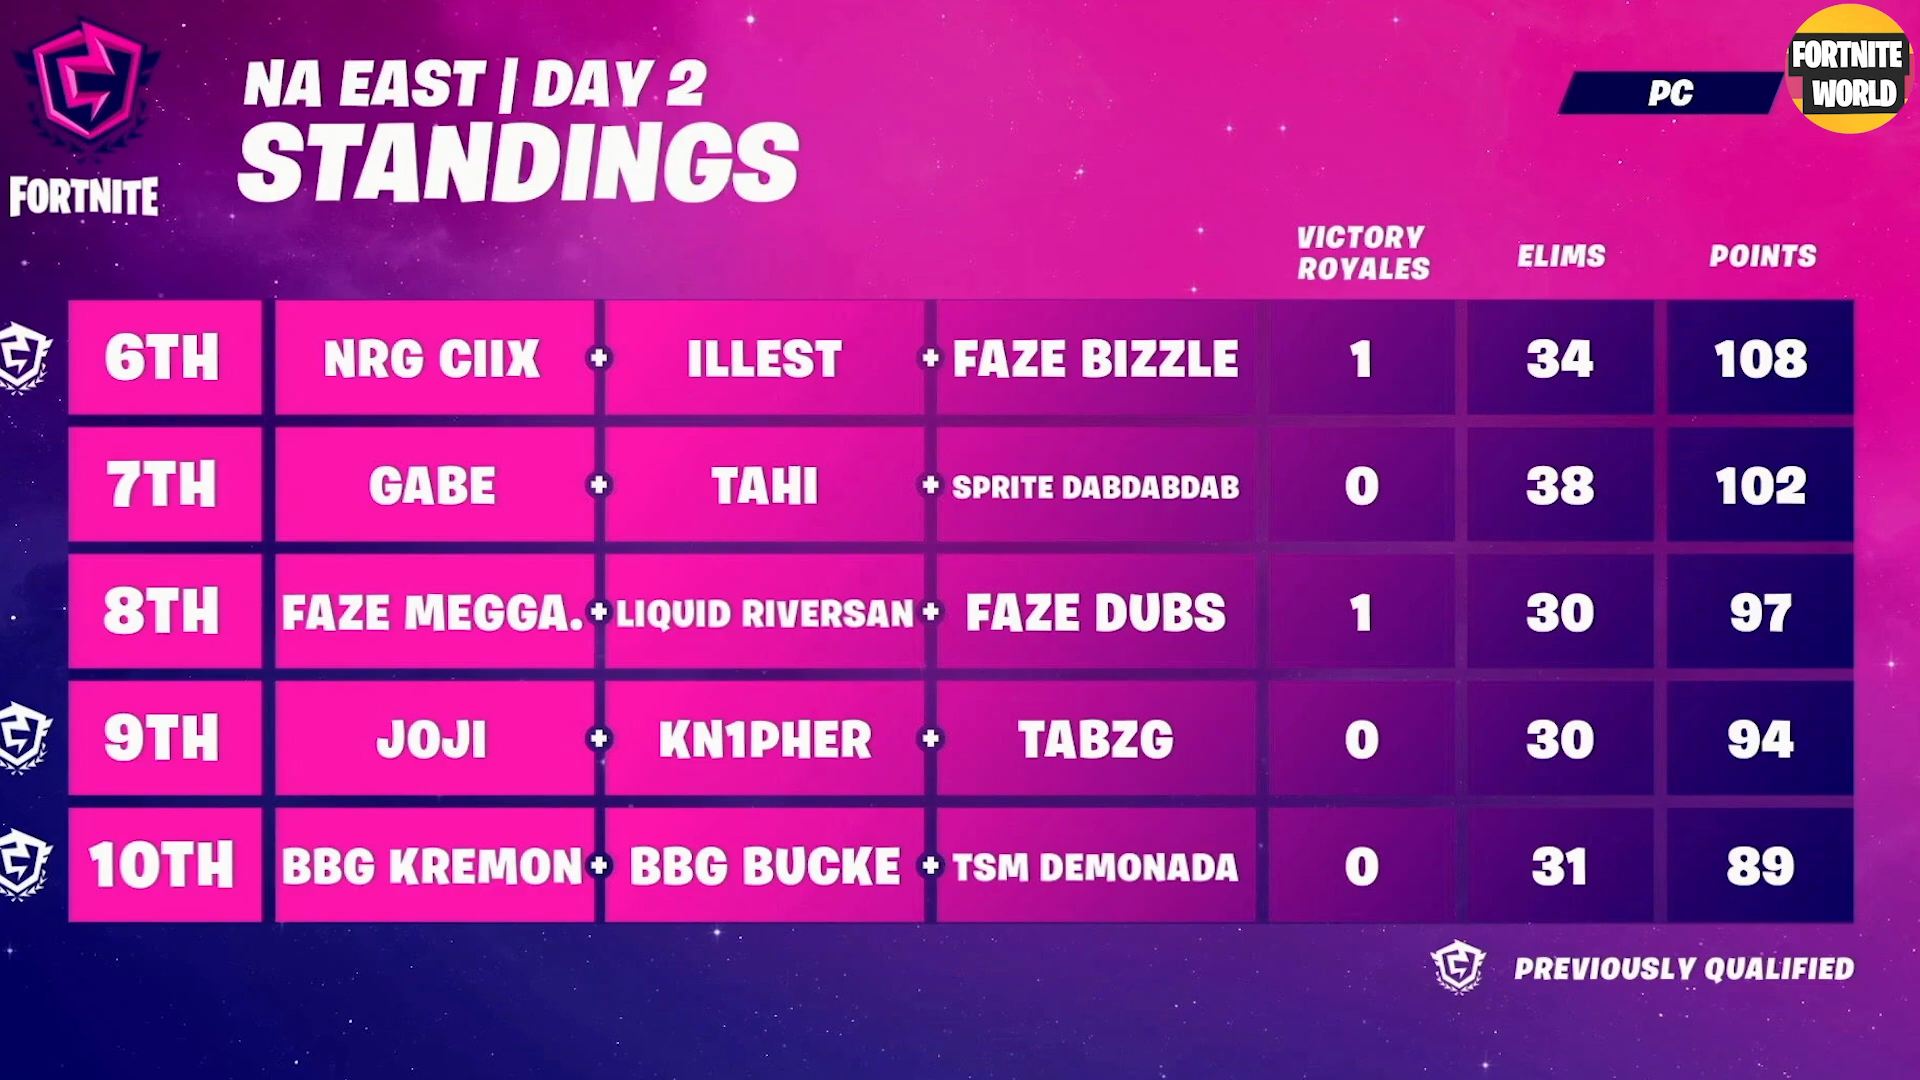 FORTNITE
NA EAST | DAY 2
STANDINGS
PC
FORTNITE
WORLD
VICTORY
ROYALES
ELIMS
POINTS
6TH NRG CIIX + ILLEST + FAZE BIZZLE 1 34 108
7TH GABE + TAHI + SPRITE DABDABDAB 0 38 102
8TH FAZE MEGGA. + LIQUID RIVERSAN + FAZE DUBS 1 30 97
9TH JOJI + KN1PHER + TABZG 0 30 94
10TH BBG KREMON + BBG BUCKE + TSM DEMONADA 0 31 89
PREVIOUSLY QUALIFIED